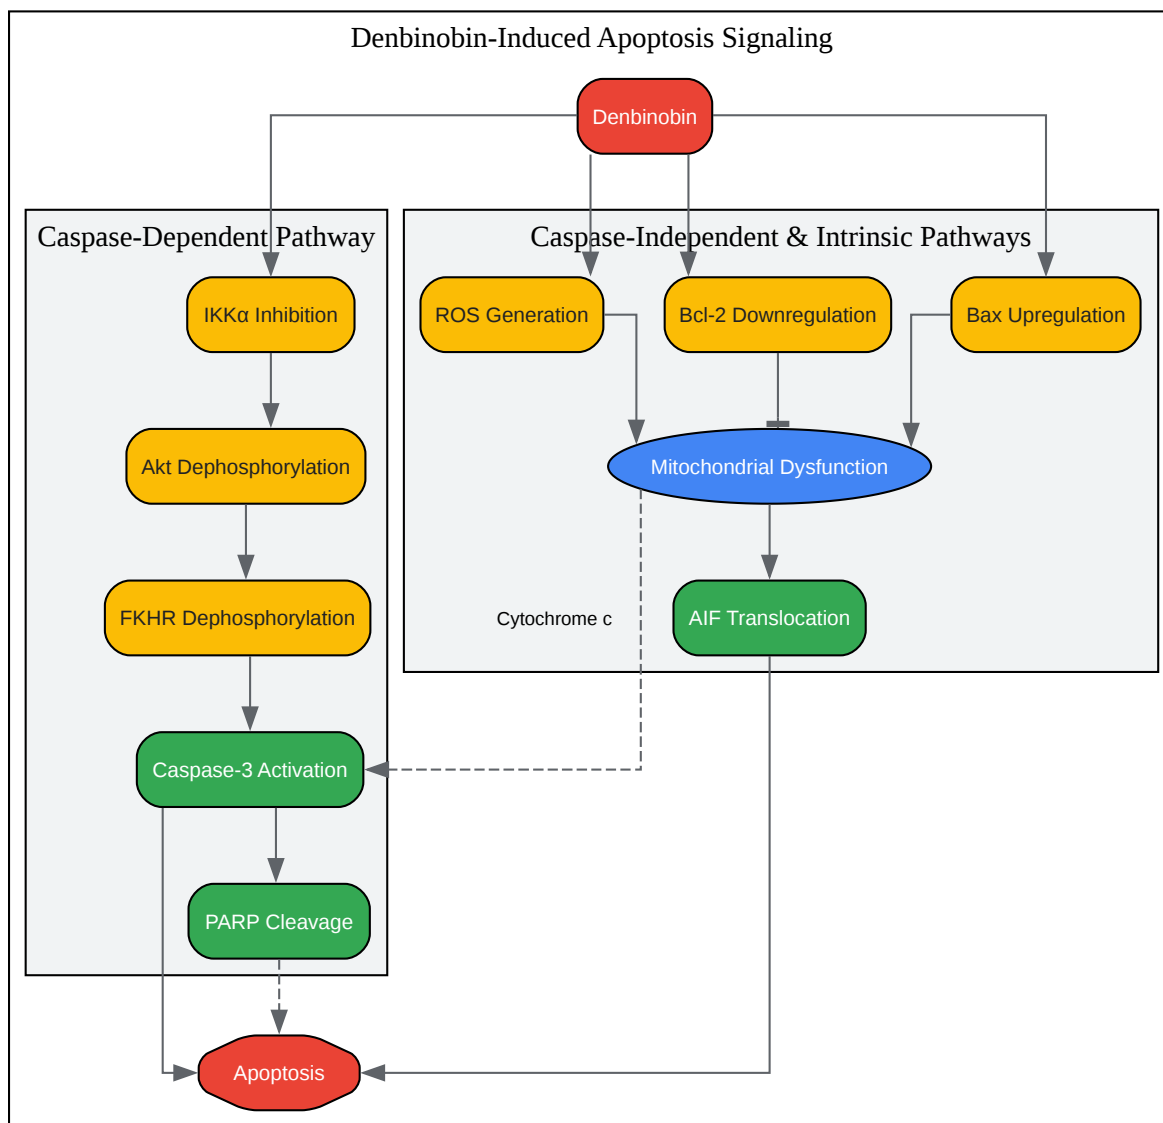 Denbinobin-Induced Apoptosis Signaling
Denbinobin
Caspase-Dependent Pathway
Caspase-Independent & Intrinsic Pathways
IKKα Inhibition
ROS Generation
Bcl-2 Downregulation
Bax Upregulation
Akt Dephosphorylation
Mitochondrial Dysfunction
FKHR Dephosphorylation
Cytochrome c
AIF Translocation
Caspase-3 Activation
PARP Cleavage
Apoptosis